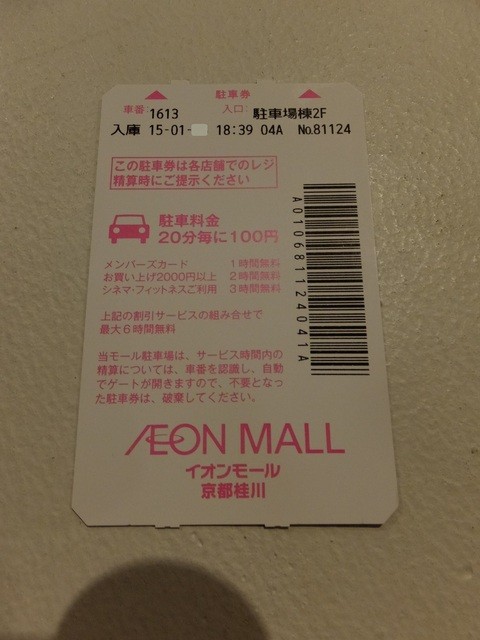 駐車券
車番 1613 入口: 駐車場棟2F
入庫 15-01- 18:39 04A No.81124
この駐車券は各店舗でのレジ
精算時にご提示ください
駐車料金
20分毎に100円
メンバーズカード 1時間無料
お買い上げ2000円以上 2時間無料
シネマ・フィットネスご利用 3時間無料
上記の割引サービスの組み合せで
最大6時間無料
当モール駐車場は、サービス時間内の
精算については、車番を認識し、自動
でゲートが開きますので、不要となっ
た駐車券は、破棄してください。
A010681124041A
ÆON MALL
イオンモール
京都桂川